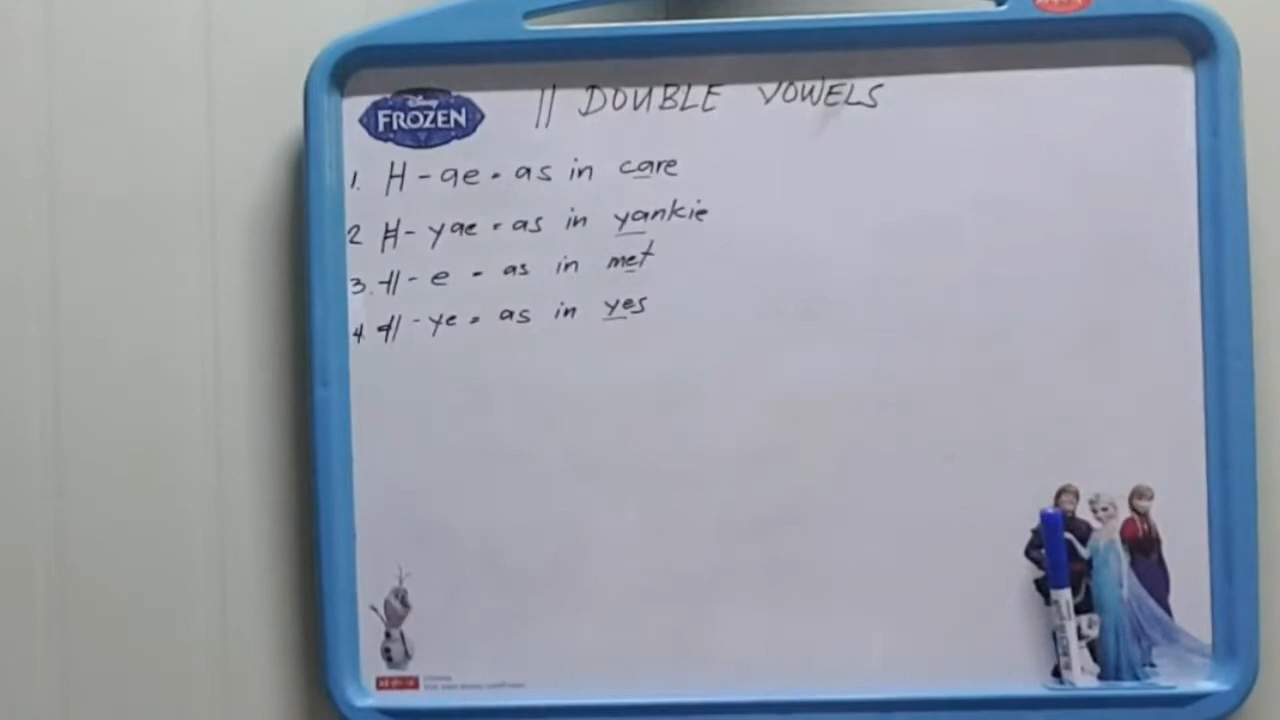 Disney
FROZEN
11 DOUBLE VOWELS
1. ㅐ - ae - as in care
2 ㅒ - yae - as in yankie
3. ㅔ - e - as in met
4. ㅖ - ye - as in yes